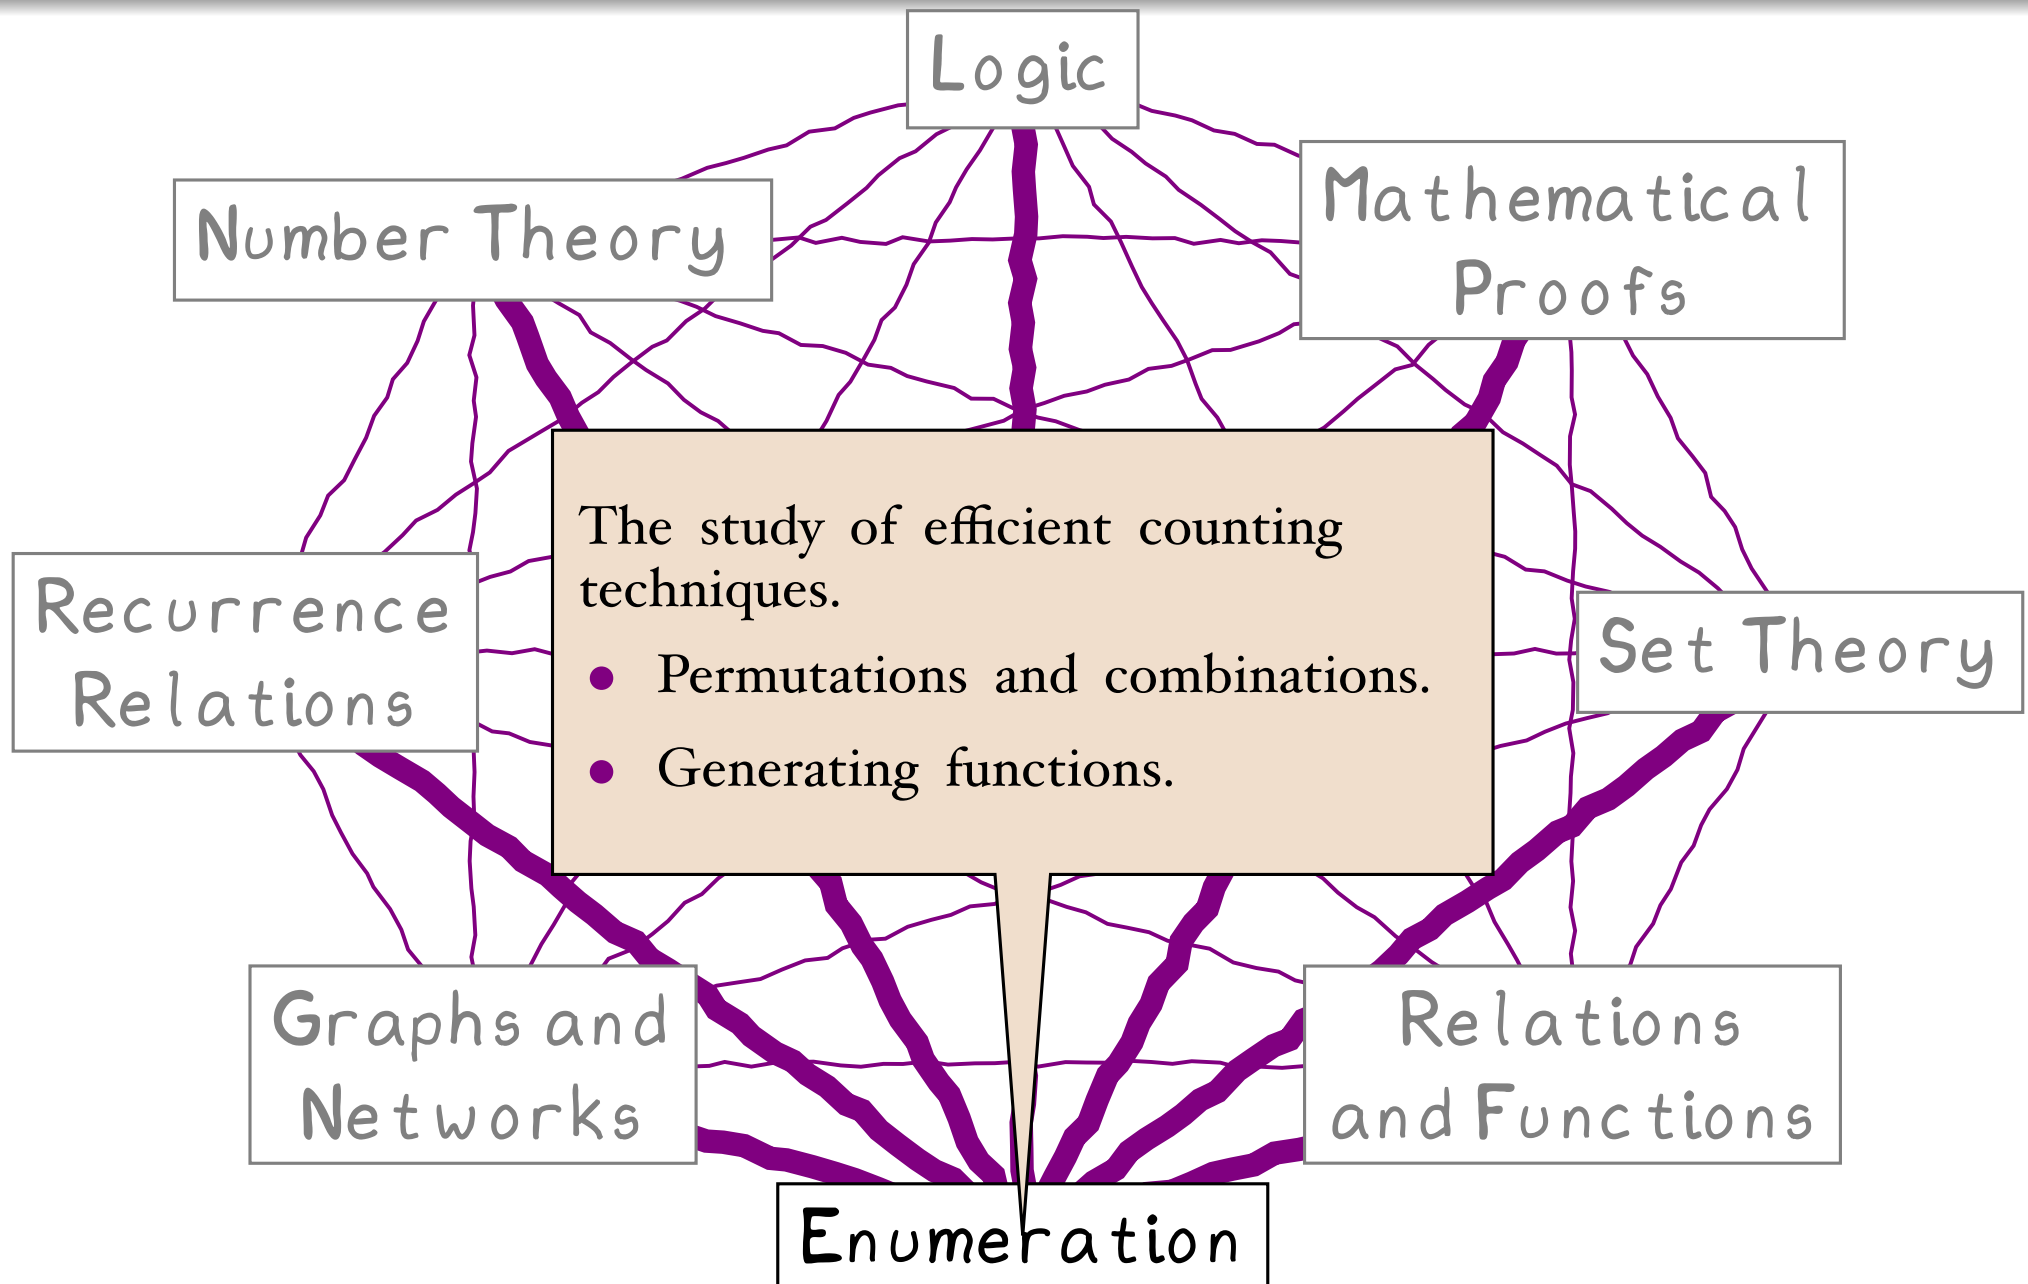 Logic
Mathematical
Proofs
Number Theory
The study of efficient counting
techniques.
● Permutations and combinations.
● Generating functions.
Recurrence
Relations
Set Theory
Graphs and
Networks
Relations
and Functions
Enumeration